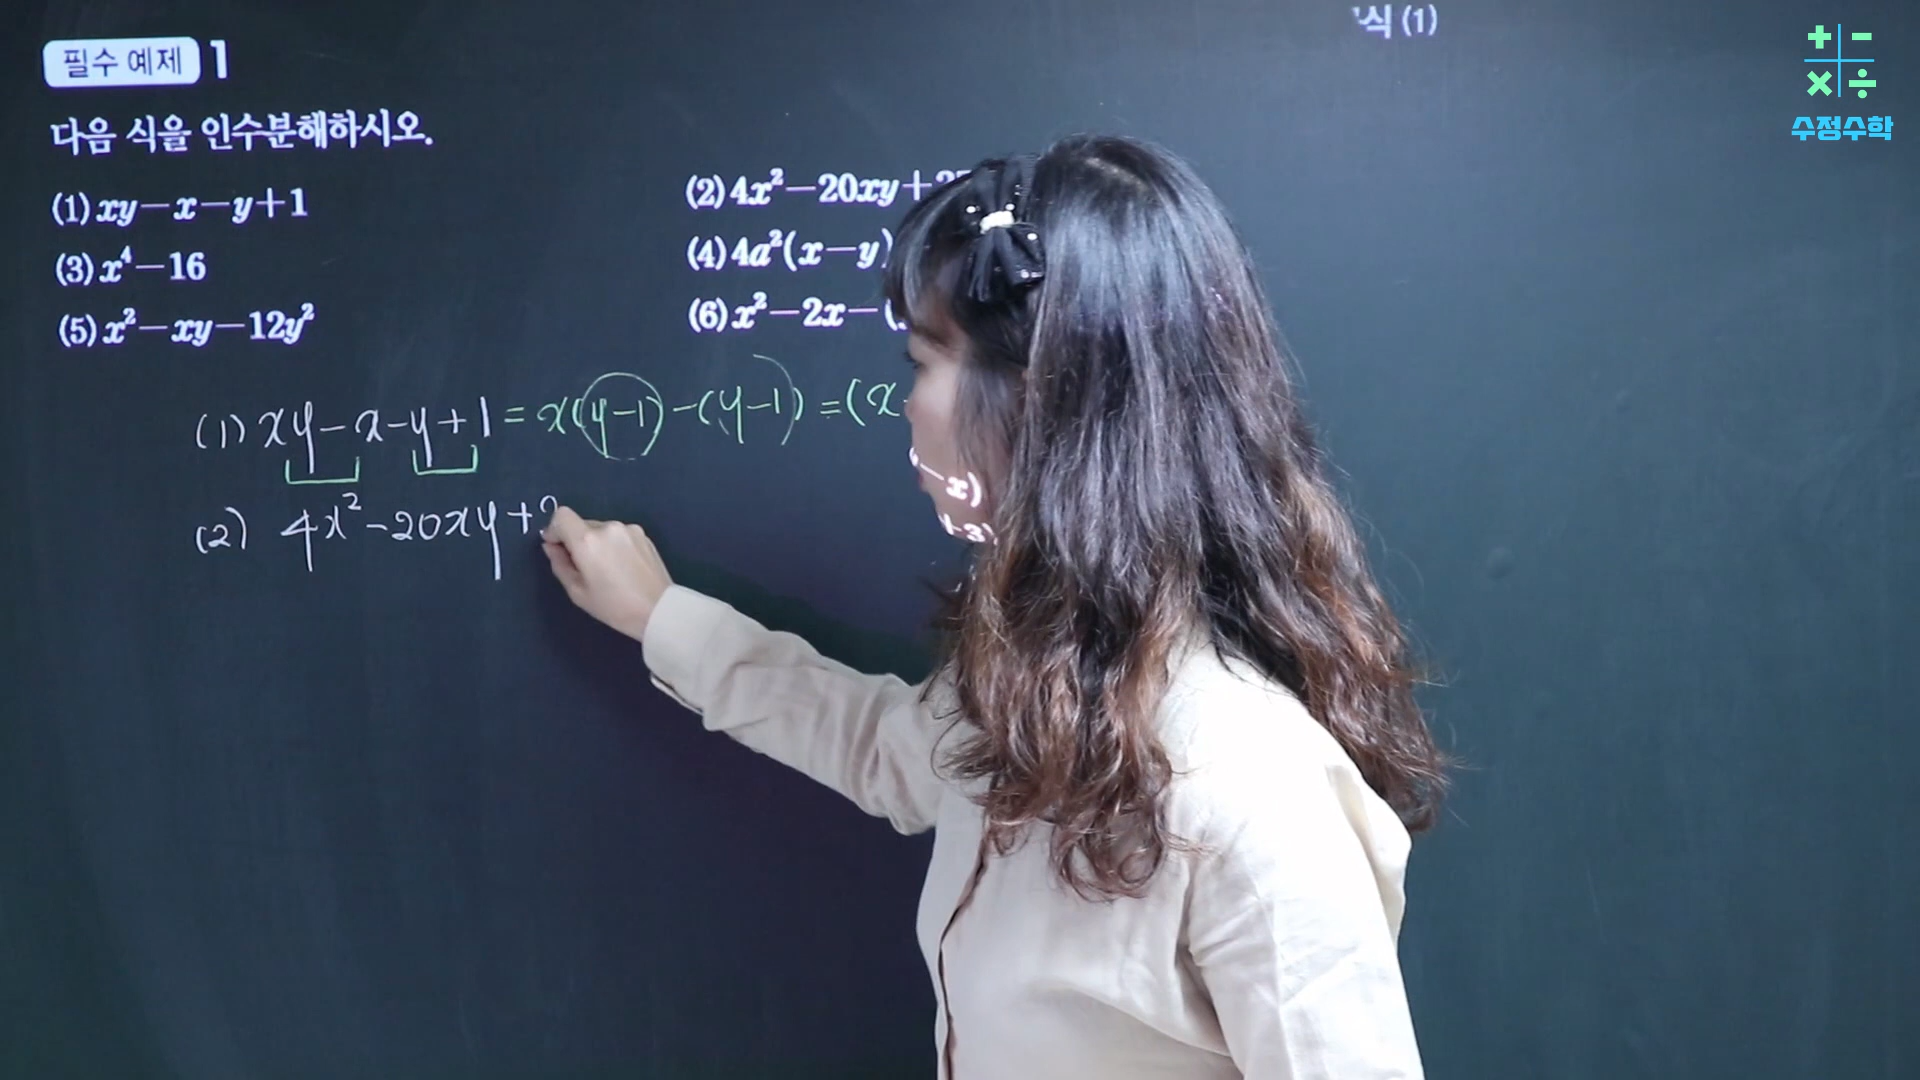 식 (1)
수정수학
필수 예제 1
다음 식을 인수분해하시오.
(1) xy-x-y+1
(2) 4x²-20xy+
(3) x⁴-16
(4) 4a²(x-y)
(5) x²-xy-12y²
(6) x²-2x-(
(1) xy-x-y+1 = x(y-1)-(y-1) = (x
-x)
-3)
(2) 4x²-20xy+2